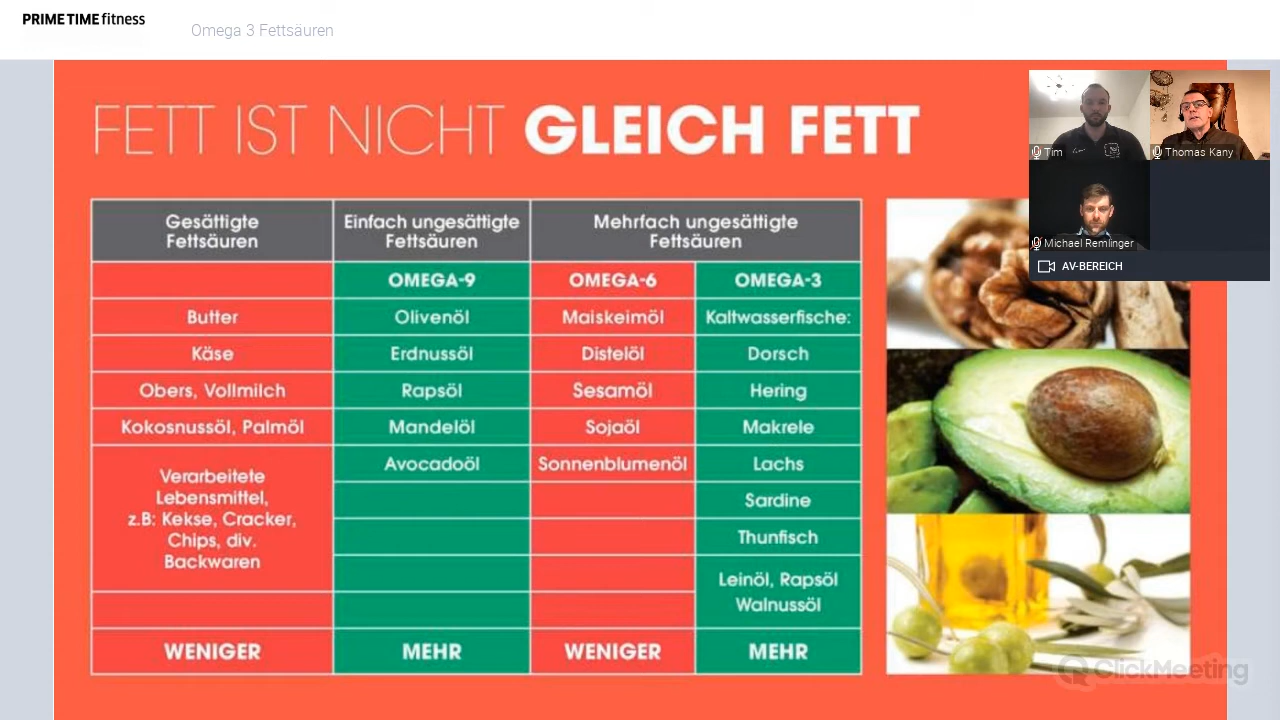 PRIME TIME fitness
Omega 3 Fettsäuren
FETT IST NICHT GLEICH FETT
Gesättigte
Fettsäuren
Einfach ungesättigte
Fettsäuren
Mehrfach ungesättigte
Fettsäuren
OMEGA-9
OMEGA-6
OMEGA-3
Butter
Olivenöl
Maiskeimöl
Kaltwasserfische:
Käse
Erdnussöl
Distelöl
Dorsch
Obers, Vollmilch
Rapsöl
Sesamöl
Hering
Kokosnussöl, Palmöl
Mandelöl
Sojaöl
Makrele
Verarbeitete
Lebensmittel,
z.B: Kekse, Cracker,
Chips, div.
Backwaren
Avocadoöl
Sonnenblumenöl
Lachs
Sardine
Thunfisch
Leinöl, Rapsöl
Walnussöl
WENIGER
MEHR
WENIGER
MEHR
Tim
Thomas Kany
Michael Remlinger
AV-BEREICH
ClickMeeting